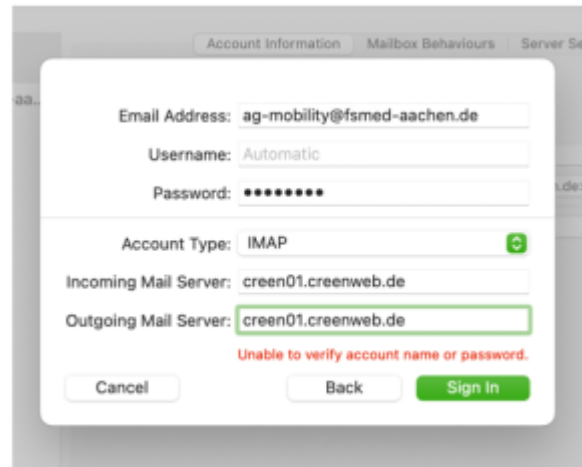 Account Information Mailbox Behaviours Server Se
aa..
Email Address: ag-mobility@fsmed-aachen.de
Username: Automatic
Password: ••••••••
n.de:
Account Type: IMAP
Incoming Mail Server: creen01.creenweb.de
Outgoing Mail Server: creen01.creenweb.de
Unable to verify account name or password.
Cancel Back Sign In